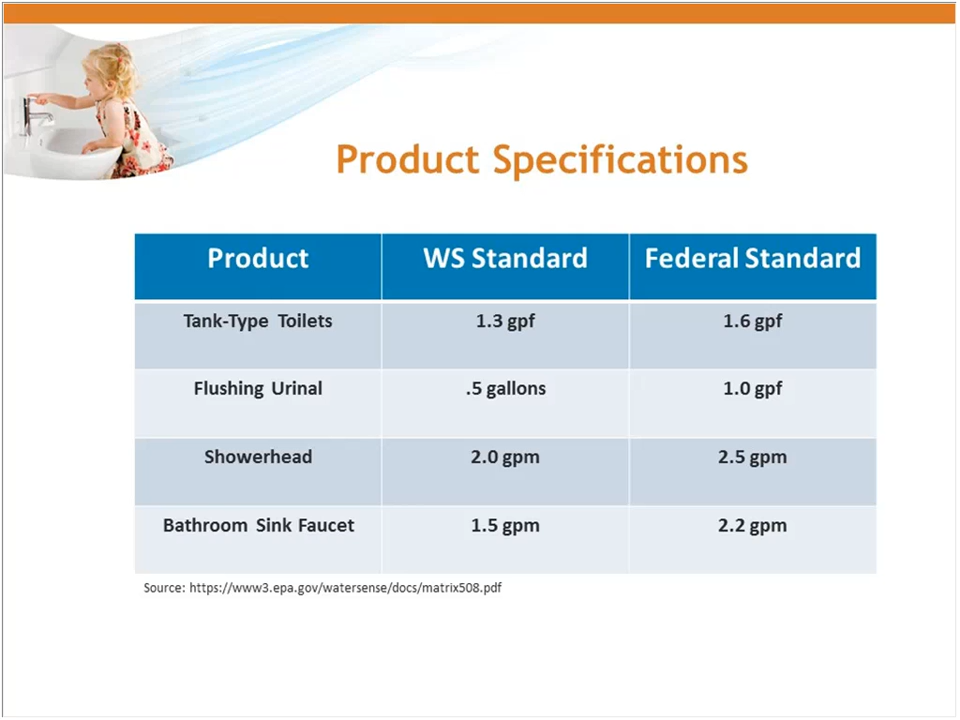 Product Specifications
Product WS Standard Federal Standard
Tank-Type Toilets 1.3 gpf 1.6 gpf
Flushing Urinal .5 gallons 1.0 gpf
Showerhead 2.0 gpm 2.5 gpm
Bathroom Sink Faucet 1.5 gpm 2.2 gpm
Source: https://www3.epa.gov/watersense/docs/matrix508.pdf